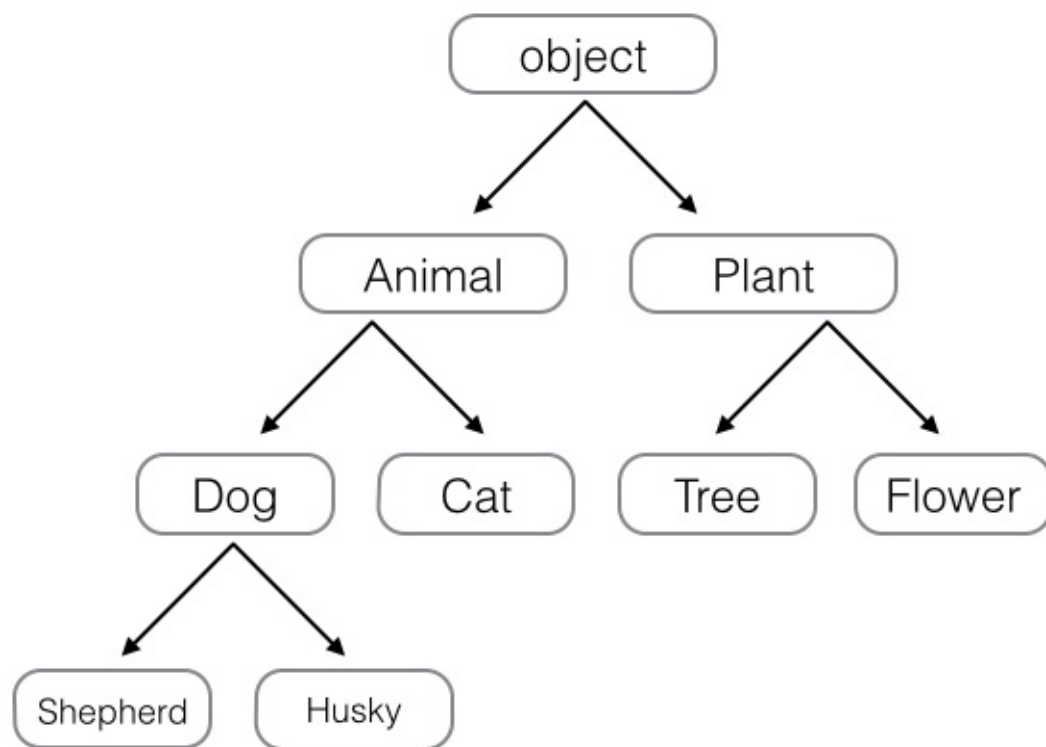 object
Animal
Plant
Dog
Cat
Tree
Flower
Shepherd
Husky